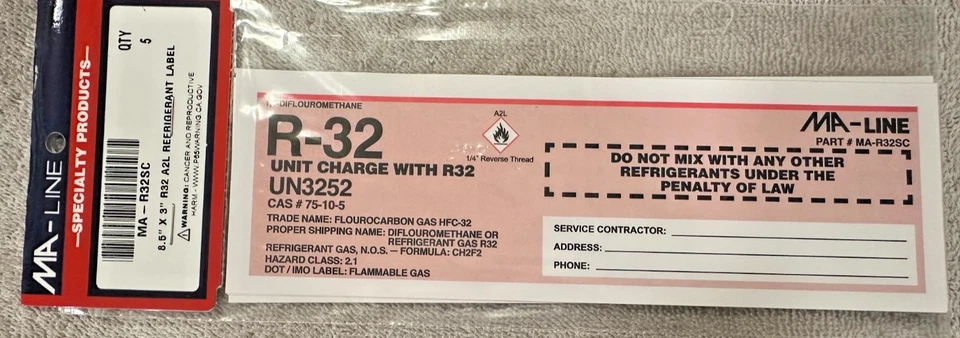 MA-LINE
—SPECIALTY PRODUCTS—
QTY
5
MA-R32SC
8.5" X 3" R32 A2L REFRIGERANT LABEL
WARNING: CANCER AND REPRODUCTIVE
HARM - WWW.P65WARNING.CA.GOV
DIFLOUROMETHANE
R-32
UNIT CHARGE WITH R32
UN3252
CAS # 75-10-5
TRADE NAME: FLOUROCARBON GAS HFC-32
PROPER SHIPPING NAME: DIFLOUROMETHANE OR
REFRIGERANT GAS R32
REFRIGERANT GAS, N.O.S. — FORMULA: CH2F2
HAZARD CLASS: 2.1
DOT / IMO LABEL: FLAMMABLE GAS
A2L
1/4" Reverse Thread
MA-LINE
PART # MA-R32SC
DO NOT MIX WITH ANY OTHER
REFRIGERANTS UNDER THE
PENALTY OF LAW
SERVICE CONTRACTOR:
ADDRESS:
PHONE: